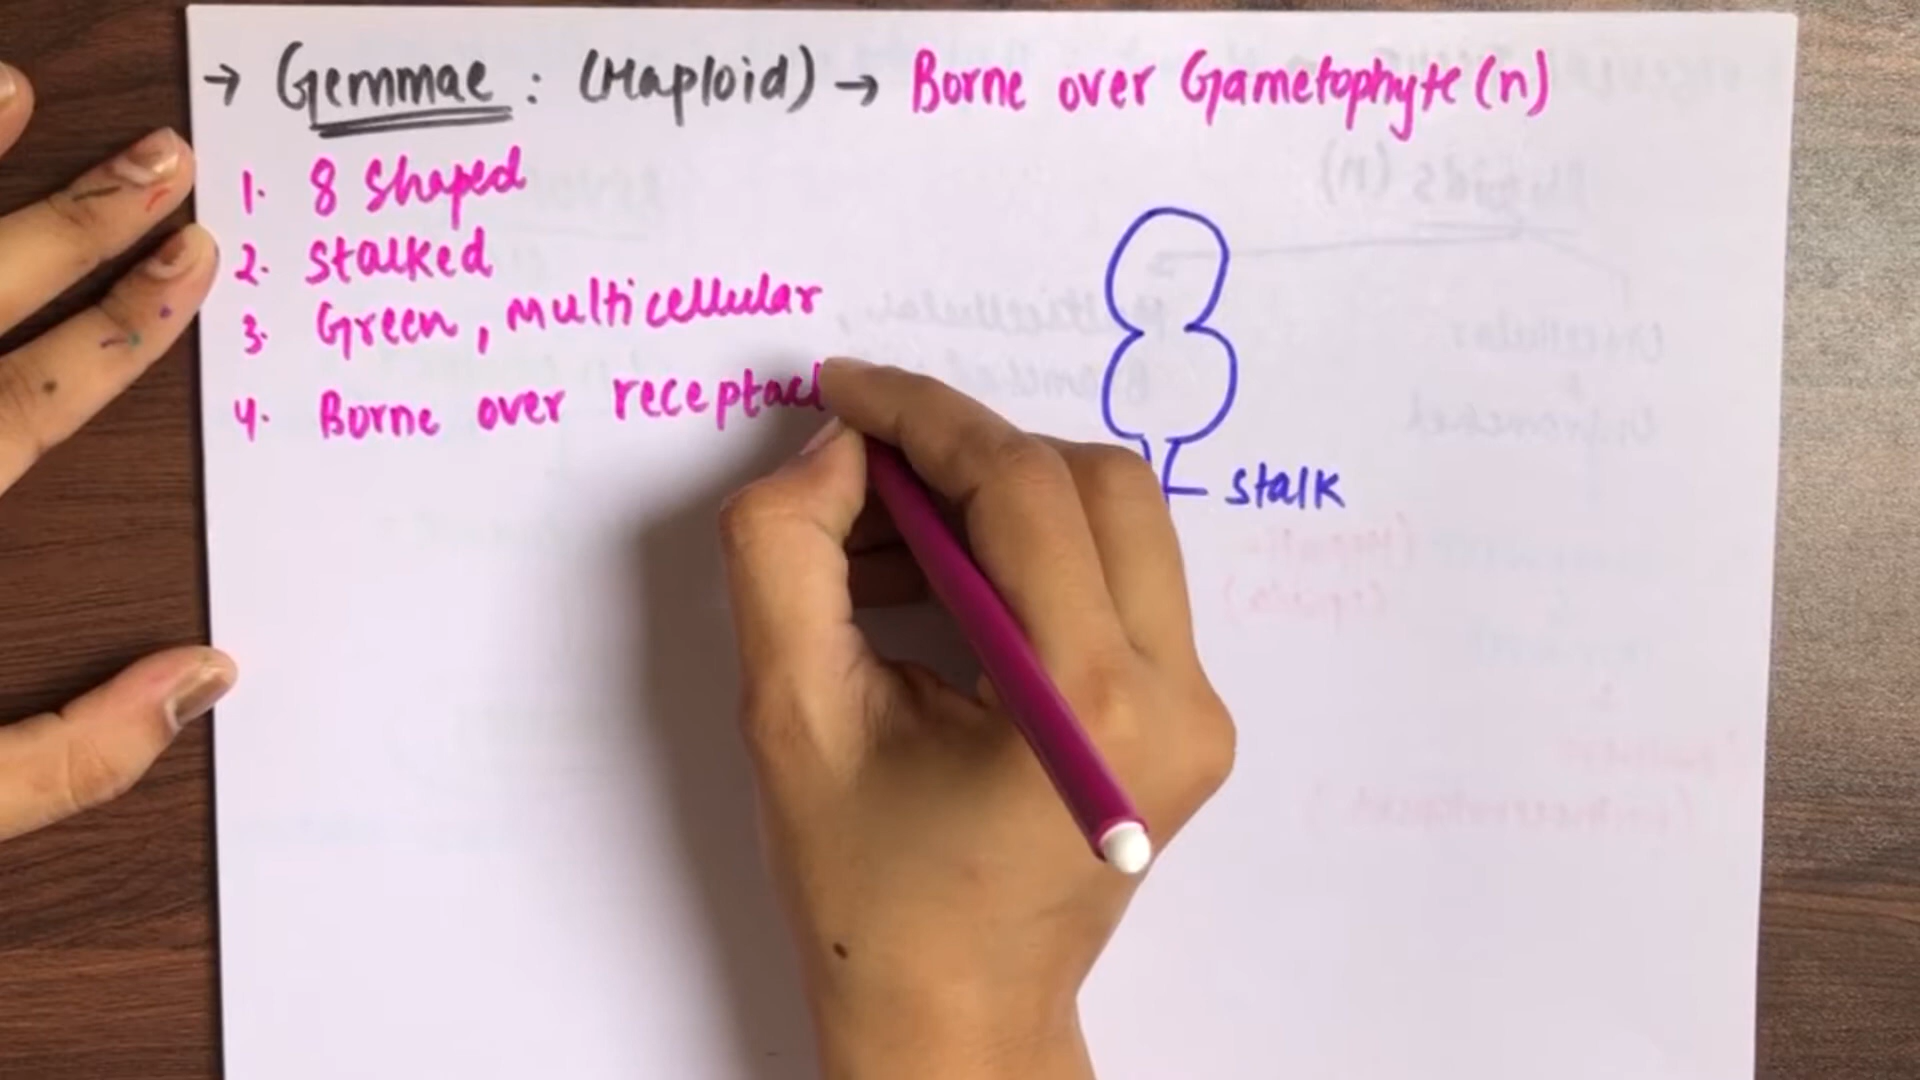 → Gemmae : (Haploid) → Borne over Gametophyte (n)
1. 8 shaped
2. stalked
3. Green, multicellular
4. Borne over receptacl
stalk